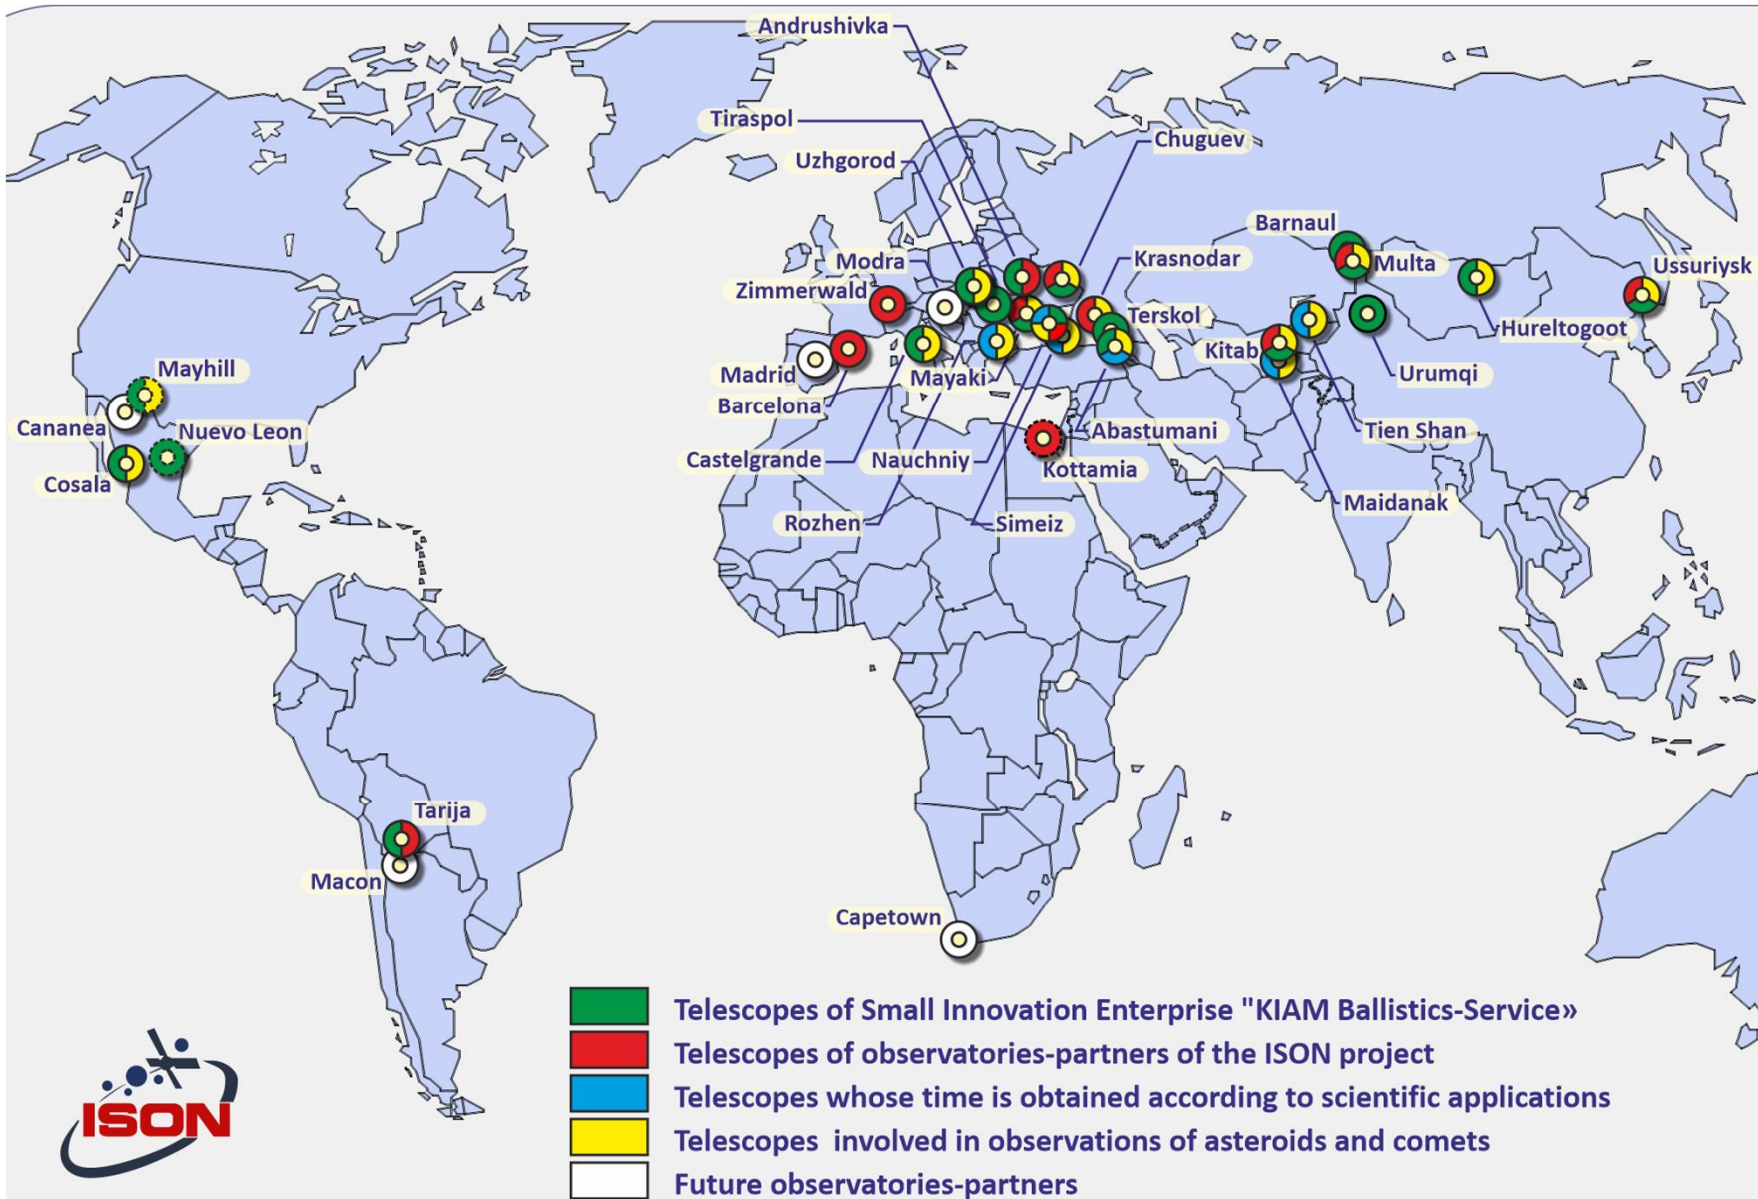 Andrushivka
Tiraspol
Chuguev
Uzhgorod
Barnaul
Modra
Krasnodar
Multa
Ussuriysk
Zimmerwald
Terskol
Hureltogoot
Kitab
Mayhill
Madrid
Mayaki
Urumqi
Barcelona
Cananea
Nuevo Leon
Abastumani
Tien Shan
Castelgrande
Nauchniy
Kottamia
Cosala
Maidanak
Rozhen
Simeiz
Tarija
Macon
Capetown
Telescopes of Small Innovation Enterprise "KIAM Ballistics-Service»
Telescopes of observatories-partners of the ISON project
Telescopes whose time is obtained according to scientific applications
Telescopes involved in observations of asteroids and comets
Future observatories-partners
ISON